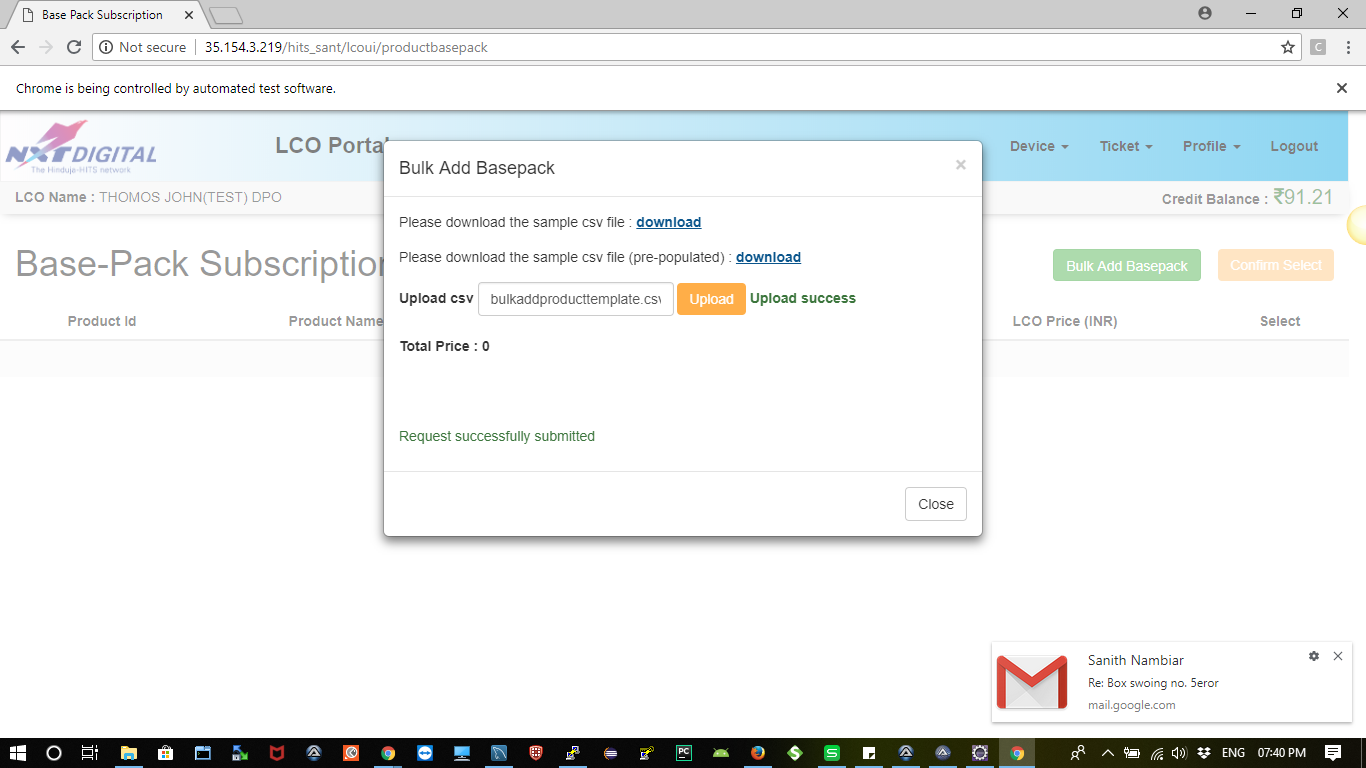 Base Pack Subscription
Not secure 35.154.3.219/hits_sant/lcoui/productbasepack
C
Chrome is being controlled by automated test software.
NXTDIGITAL
The Hinduja-HITS network
LCO Portal
Device Ticket Profile Logout
LCO Name : THOMOS JOHN(TEST) DPO
Credit Balance : ₹91.21
Base-Pack Subscription
Bulk Add Basepack Confirm Select
Product Id Product Name LCO Price (INR) Select
Bulk Add Basepack ×
Please download the sample csv file : download
Please download the sample csv file (pre-populated) : download
Upload csv bulkaddproducttemplate.csv Upload Upload success
Total Price : 0
Request successfully submitted
Close
Sanith Nambiar
Re: Box swoing no. 5eror
mail.google.com
PC ENG 07:40 PM